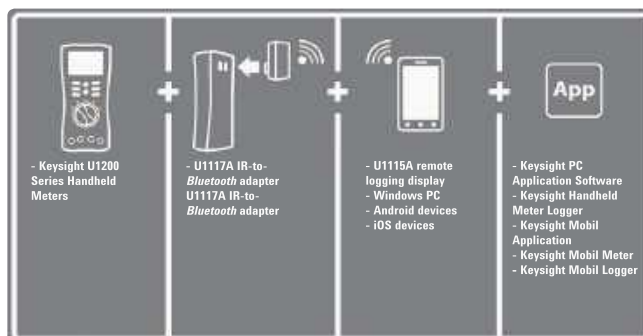 - Keysight U1200
Series Handheld
Meters
- U1117A IR-to-
Bluetooth adapter
U1117A IR-to-
Bluetooth adapter
- U1115A remote
logging display
- Windows PC
- Android devices
- iOS devices
App
- Keysight PC
Application Software
- Keysight Handheld
Meter Logger
- Keysight Mobil
Application
- Keysight Mobil Meter
- Keysight Mobil Logger